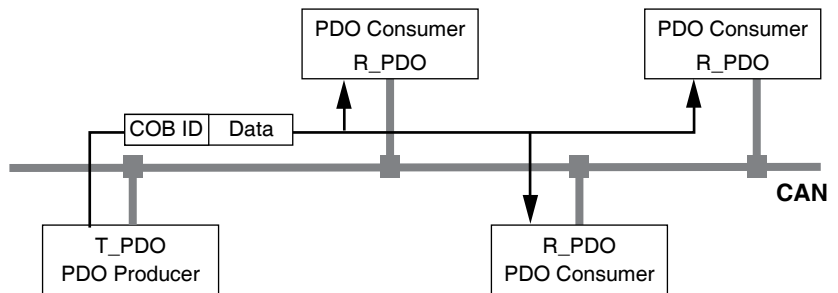 PDO Consumer
R_PDO
PDO Consumer
R_PDO
COB ID
Data
CAN
T_PDO
PDO Producer
R_PDO
PDO Consumer